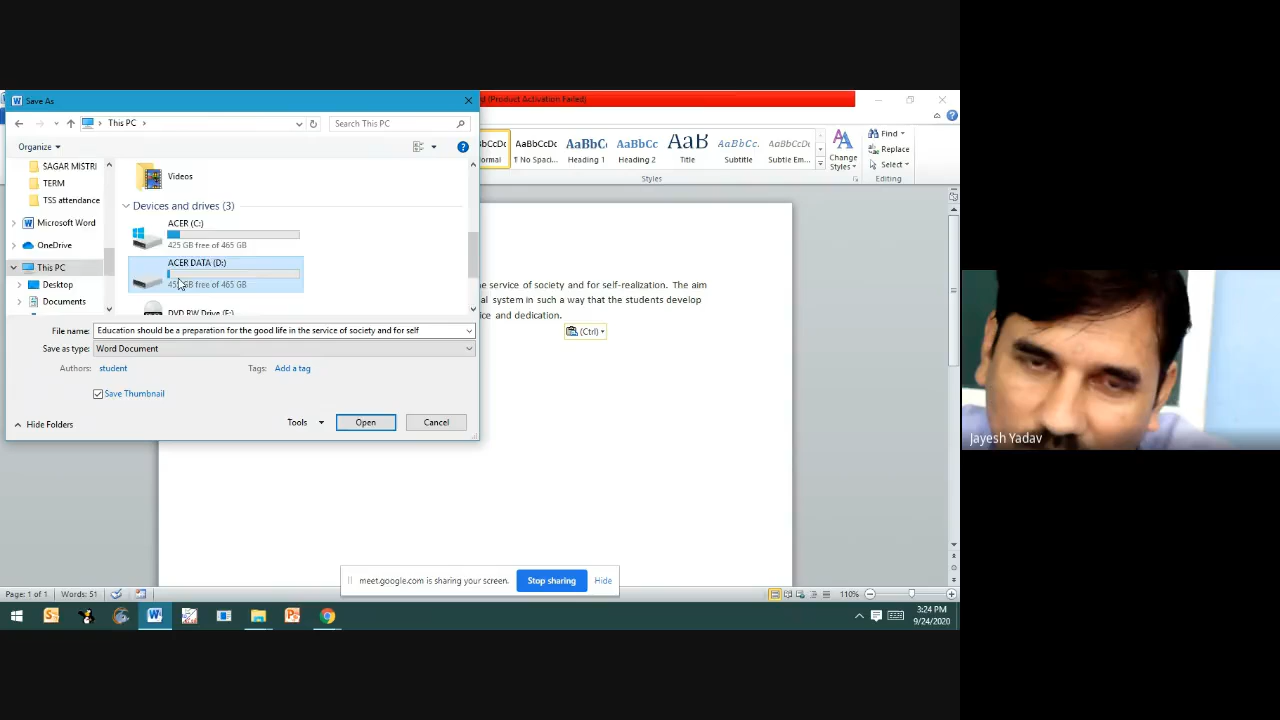 Save As
d (Product Activation Failed)
This PC
Search This PC
Organize
SAGAR MISTRI
TERM
TSS attendance
Microsoft Word
OneDrive
This PC
Desktop
Documents
Videos
Devices and drives (3)
ACER (C:)
425 GB free of 465 GB
ACER DATA (D:)
GB free of 465 GB
DVD RW Drive (E:)
File name: Education should be a preparation for the good life in the service of society and for self
Save as type: Word Document
Authors: student
Tags: Add a tag
Save Thumbnail
Hide Folders
Tools
Open
Cancel
AaBbCc AaBbCc AaBbCc AaB AaBbCc. AaBbCcDc
ormal ¶ No Spaci... Heading 1 Heading 2 Title Subtitle Subtle Em...
Change Styles
Styles
Find
Replace
Select
Editing
e service of society and for self-realization. The aim
al system in such a way that the students develop
ice and dedication.
(Ctrl)
meet.google.com is sharing your screen.
Stop sharing
Hide
Page: 1 of 1
Words: 51
110%
3:24 PM
9/24/2020
Jayesh Yadav